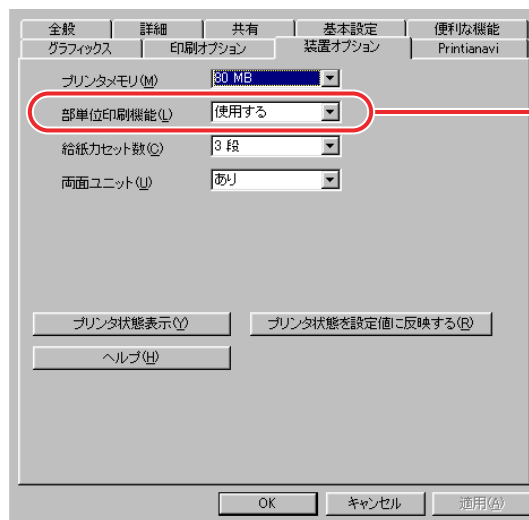 全般 詳細 共有 基本設定 便利な機能
グラフィックス 印刷オプション 装置オプション Printianavi
プリンタメモリ(M) 80 MB
部単位印刷機能(L) 使用する
給紙カセット数(C) 3 段
両面ユニット(U) あり
プリンタ状態表示(Y) プリンタ状態を設定値に反映する(R)
ヘルプ(H)
OK キャンセル 適用(A)